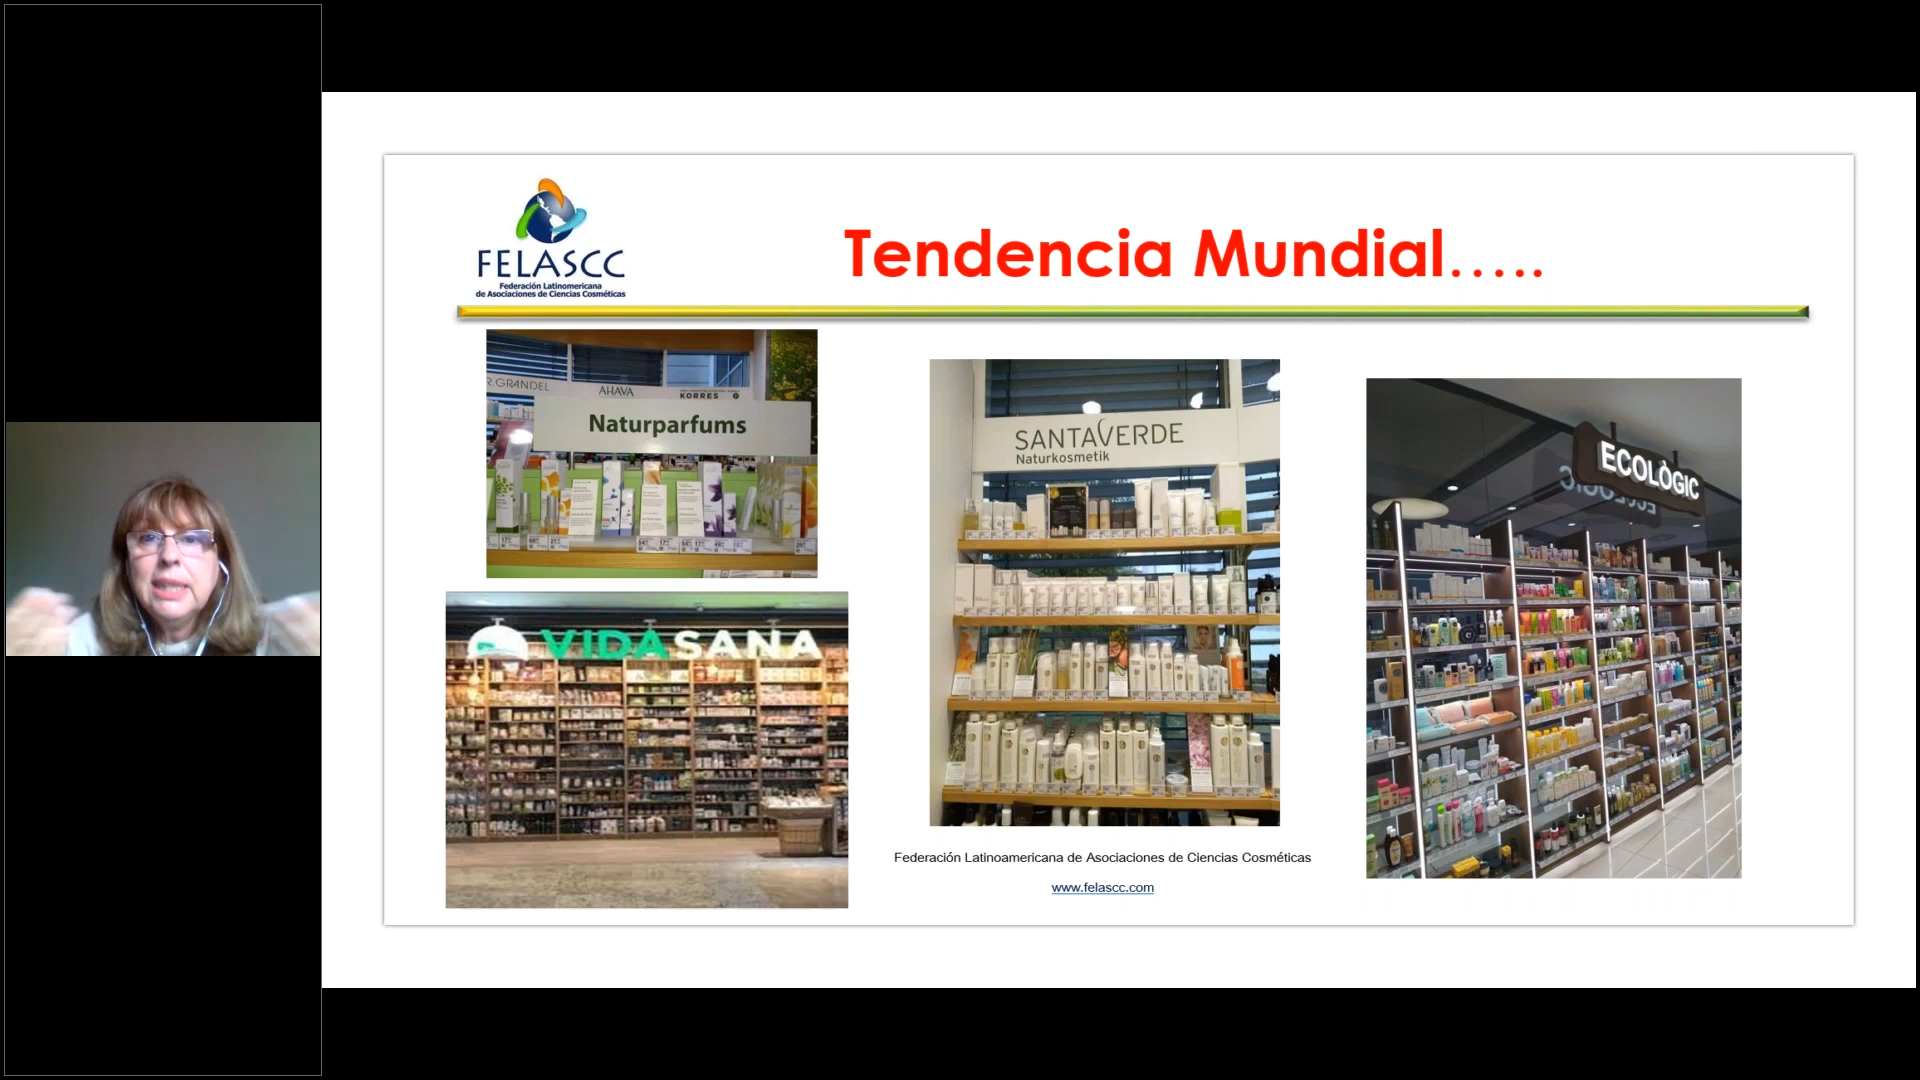 FELASCC
Federación Latinomericana
de Asociaciones de Ciencias Cosméticas
Tendencia Mundial.....
R.GRANDEL
AHAVA
KORRES
Naturparfums
VIDASANA
SANTAVERDE
Naturkosmetik
ECOLÒGIC
Federación Latinoamericana de Asociaciones de Ciencias Cosméticas
www.felascc.com